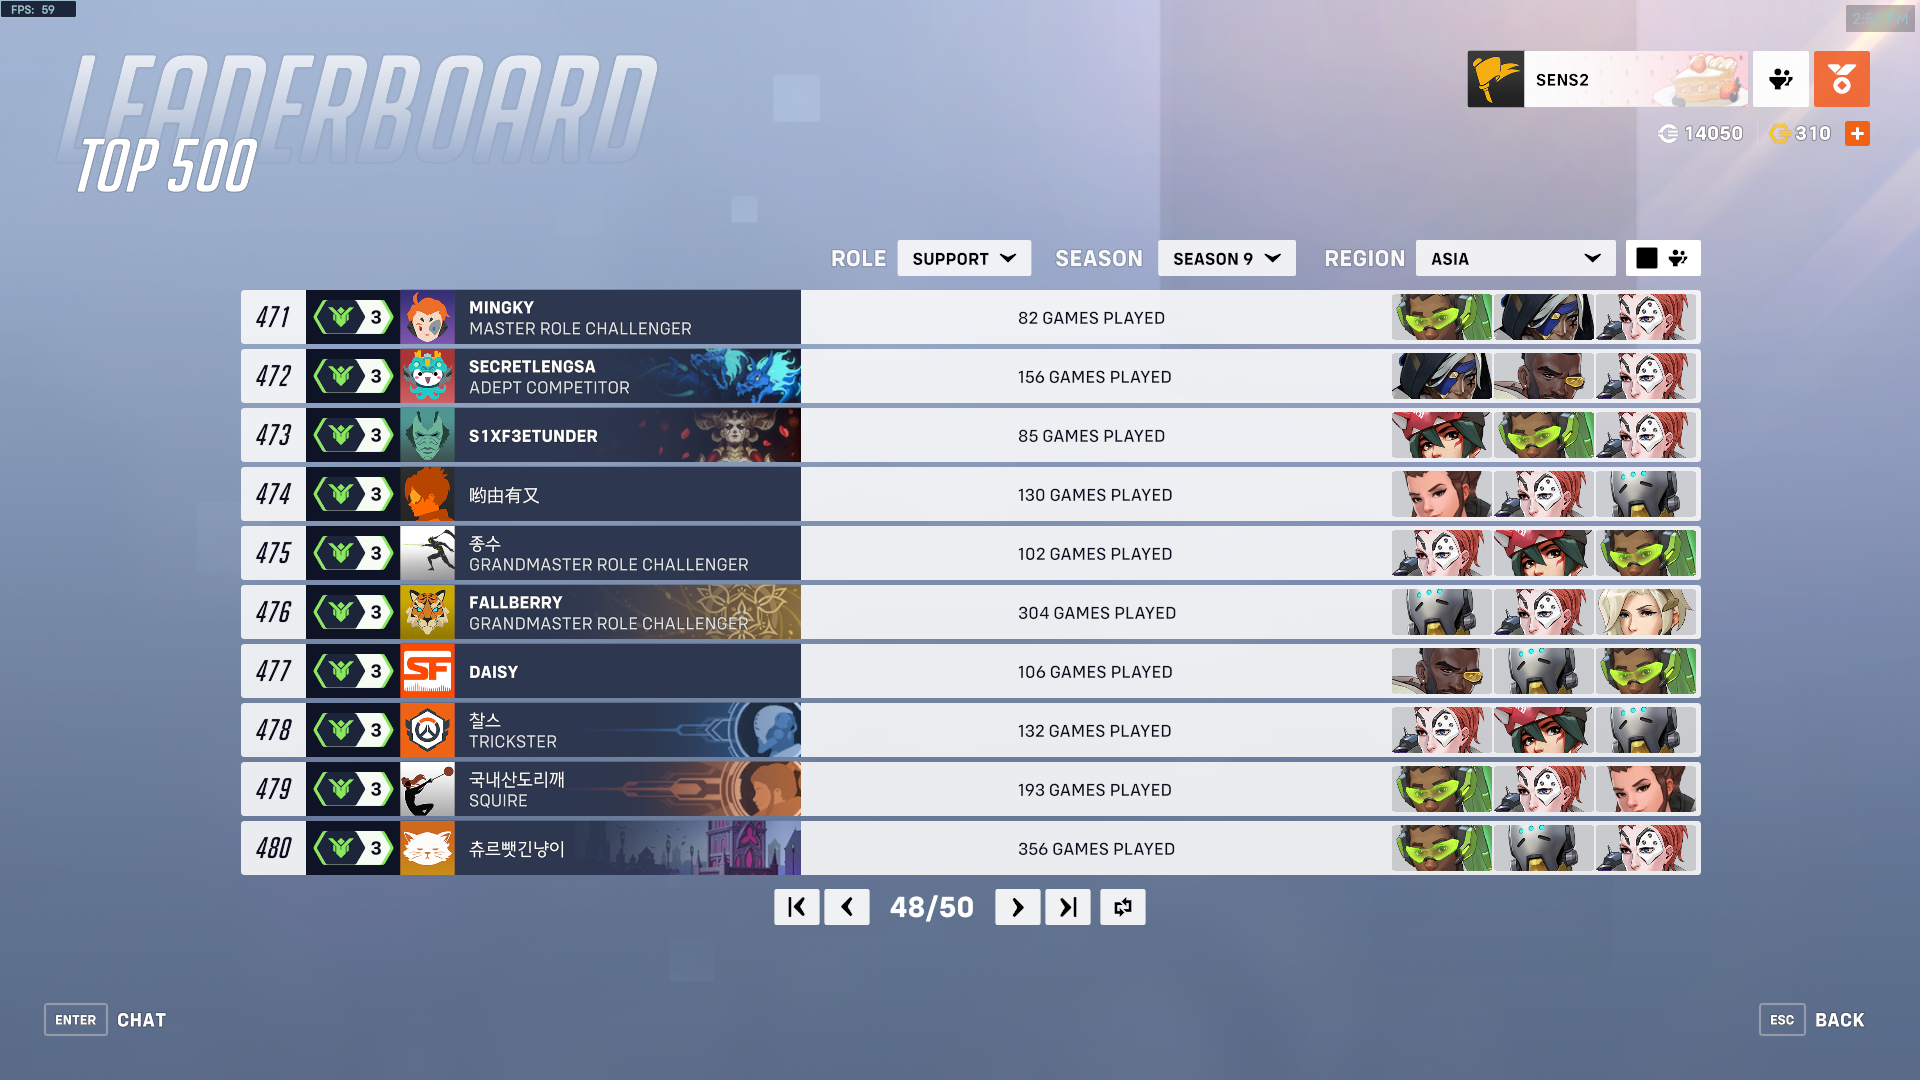 FPS: 59
LEADERBOARD
TOP 500
SENS2
14050
310
ROLE SUPPORT SEASON SEASON 9 REGION ASIA
471 3 MINGKY 82 GAMES PLAYED
MASTER ROLE CHALLENGER
472 3 SECRETLENGSA 156 GAMES PLAYED
ADEPT COMPETITOR
473 3 S1XF3ETUNDER 85 GAMES PLAYED
474 3 哟由有又 130 GAMES PLAYED
475 3 종수 102 GAMES PLAYED
GRANDMASTER ROLE CHALLENGER
476 3 FALLBERRY 304 GAMES PLAYED
GRANDMASTER ROLE CHALLENGER
477 3 SF DAISY 106 GAMES PLAYED
478 3 찰스 132 GAMES PLAYED
TRICKSTER
479 3 국내산도리깨 193 GAMES PLAYED
SQUIRE
480 3 츄르뺏긴냥이 356 GAMES PLAYED
48/50
ENTER CHAT
ESC BACK